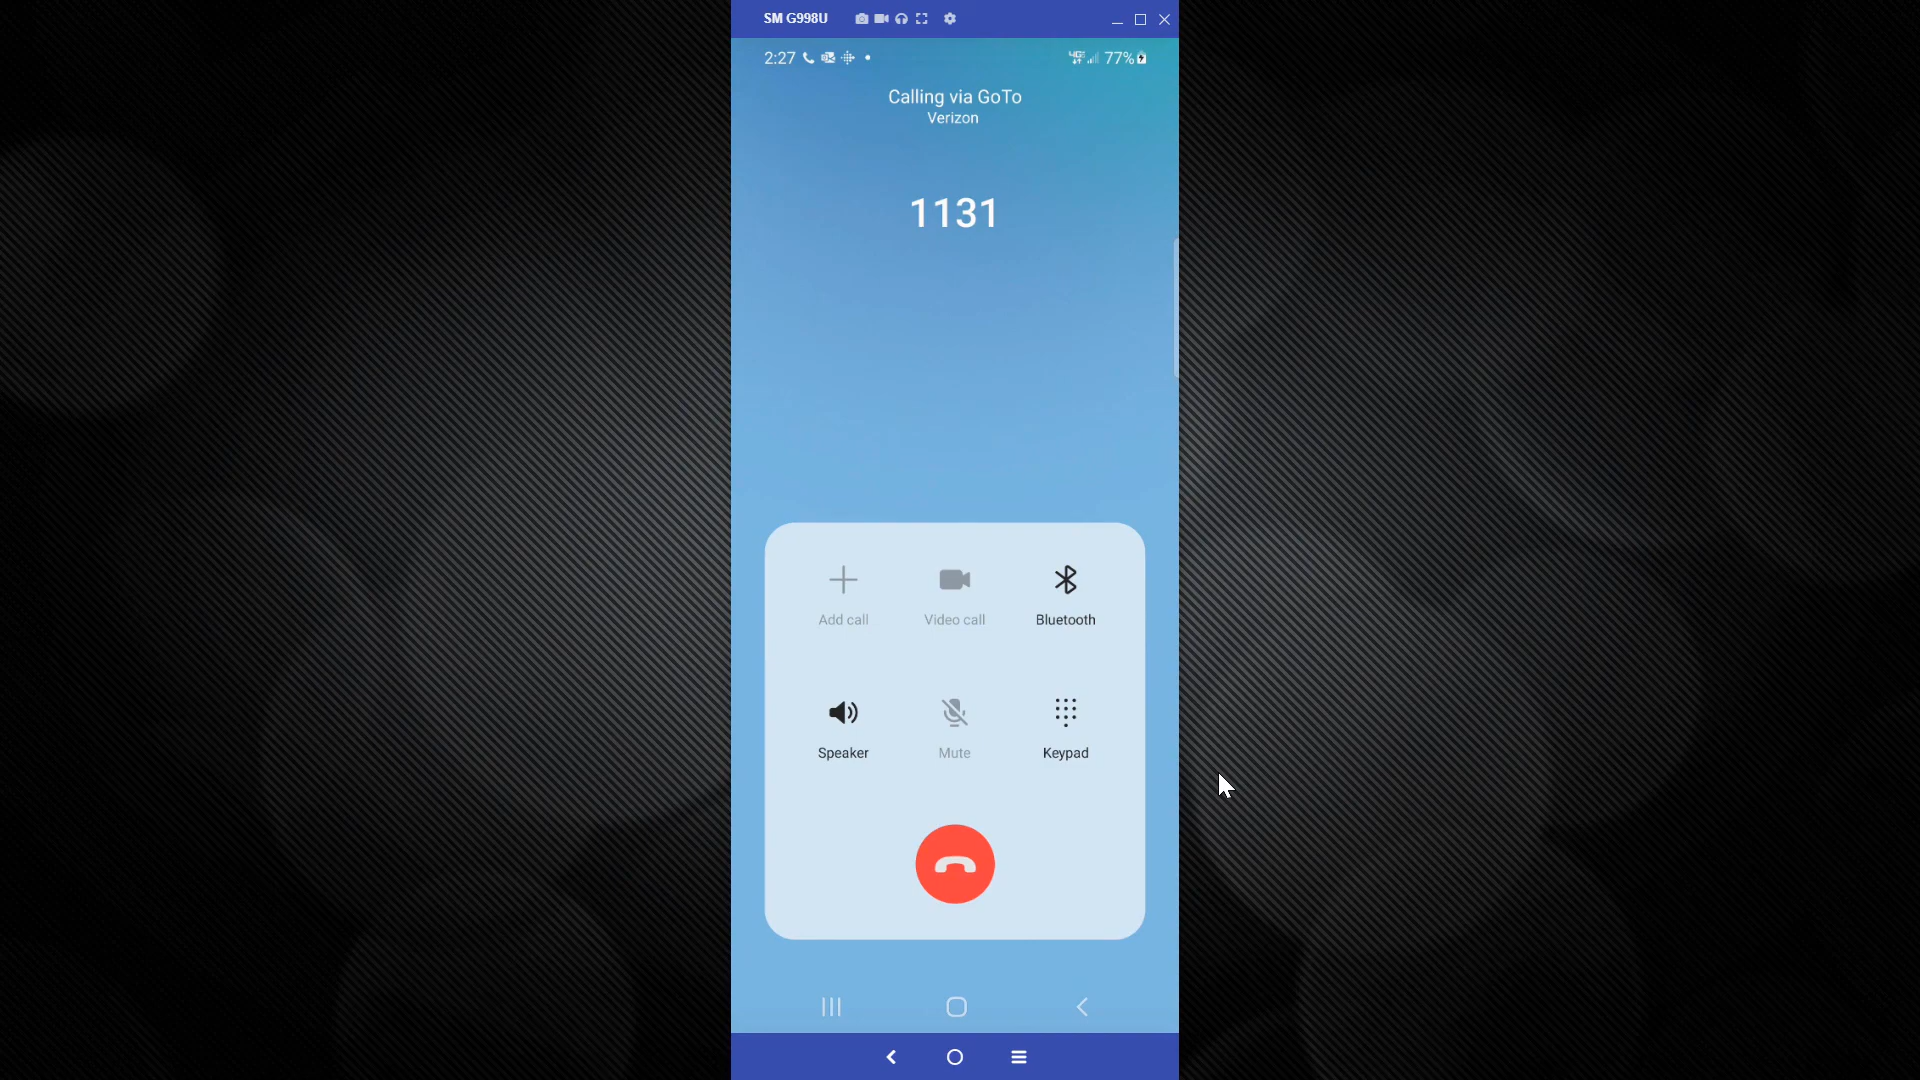 SM G998U
2:27
77%
Calling via GoTo
Verizon
1131
Add call
Video call
Bluetooth
Speaker
Mute
Keypad